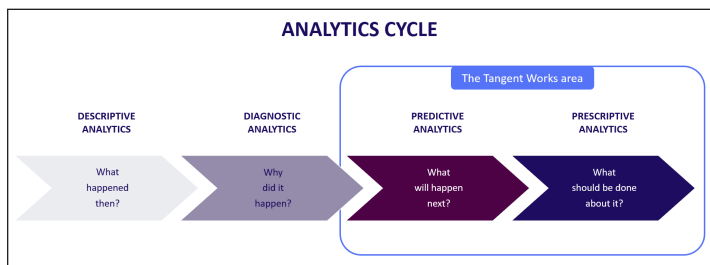 ANALYTICS CYCLE
The Tangent Works area
DESCRIPTIVE
ANALYTICS
DIAGNOSTIC
ANALYTICS
PREDICTIVE
ANALYTICS
PRESCRIPTIVE
ANALYTICS
What
happened
then?
Why
did it
happen?
What
will happen
next?
What
should be done
about it?